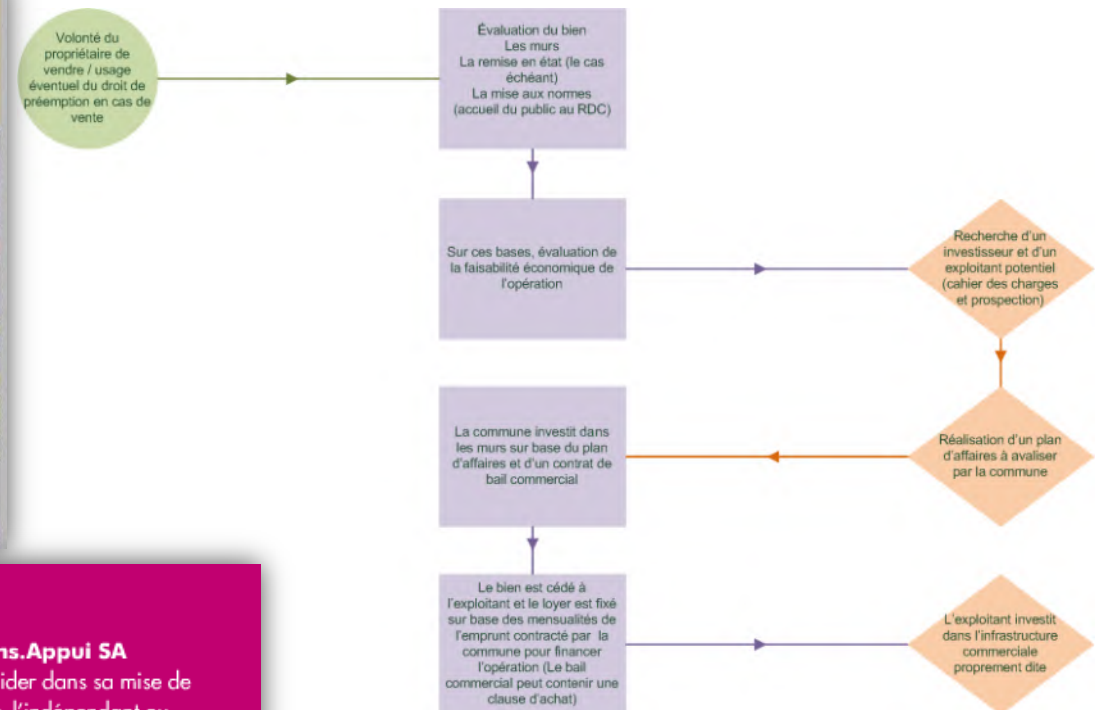 Volonté du
propriétaire de
vendre / usage
éventuel du droit de
préemption en cas de
vente
Évaluation du bien
Les murs
La remise en état (le cas
échéant)
La mise aux normes
(accueil du public au RDC)
Sur ces bases, évaluation de
la faisabilité économique de
l'opération
Recherche d'un
investisseur et d'un
exploitant potentiel
(cahier des charges
et prospection)
Réalisation d'un plan
d'affaires à avaliser
par la commune
La commune investit dans
les murs sur base du plan
d'affaires et d'un contrat de
bail commercial
Le bien est cédé à
l'exploitant et le loyer est fixé
sur base des mensualités de
l'emprunt contracté par la
commune pour financer
l'opération (Le bail
commercial peut contenir une
clause d'achat)
L'exploitant investit
dans l'infrastructure
commerciale
proprement dite
ns.Appui SA
ider dans sa mise de